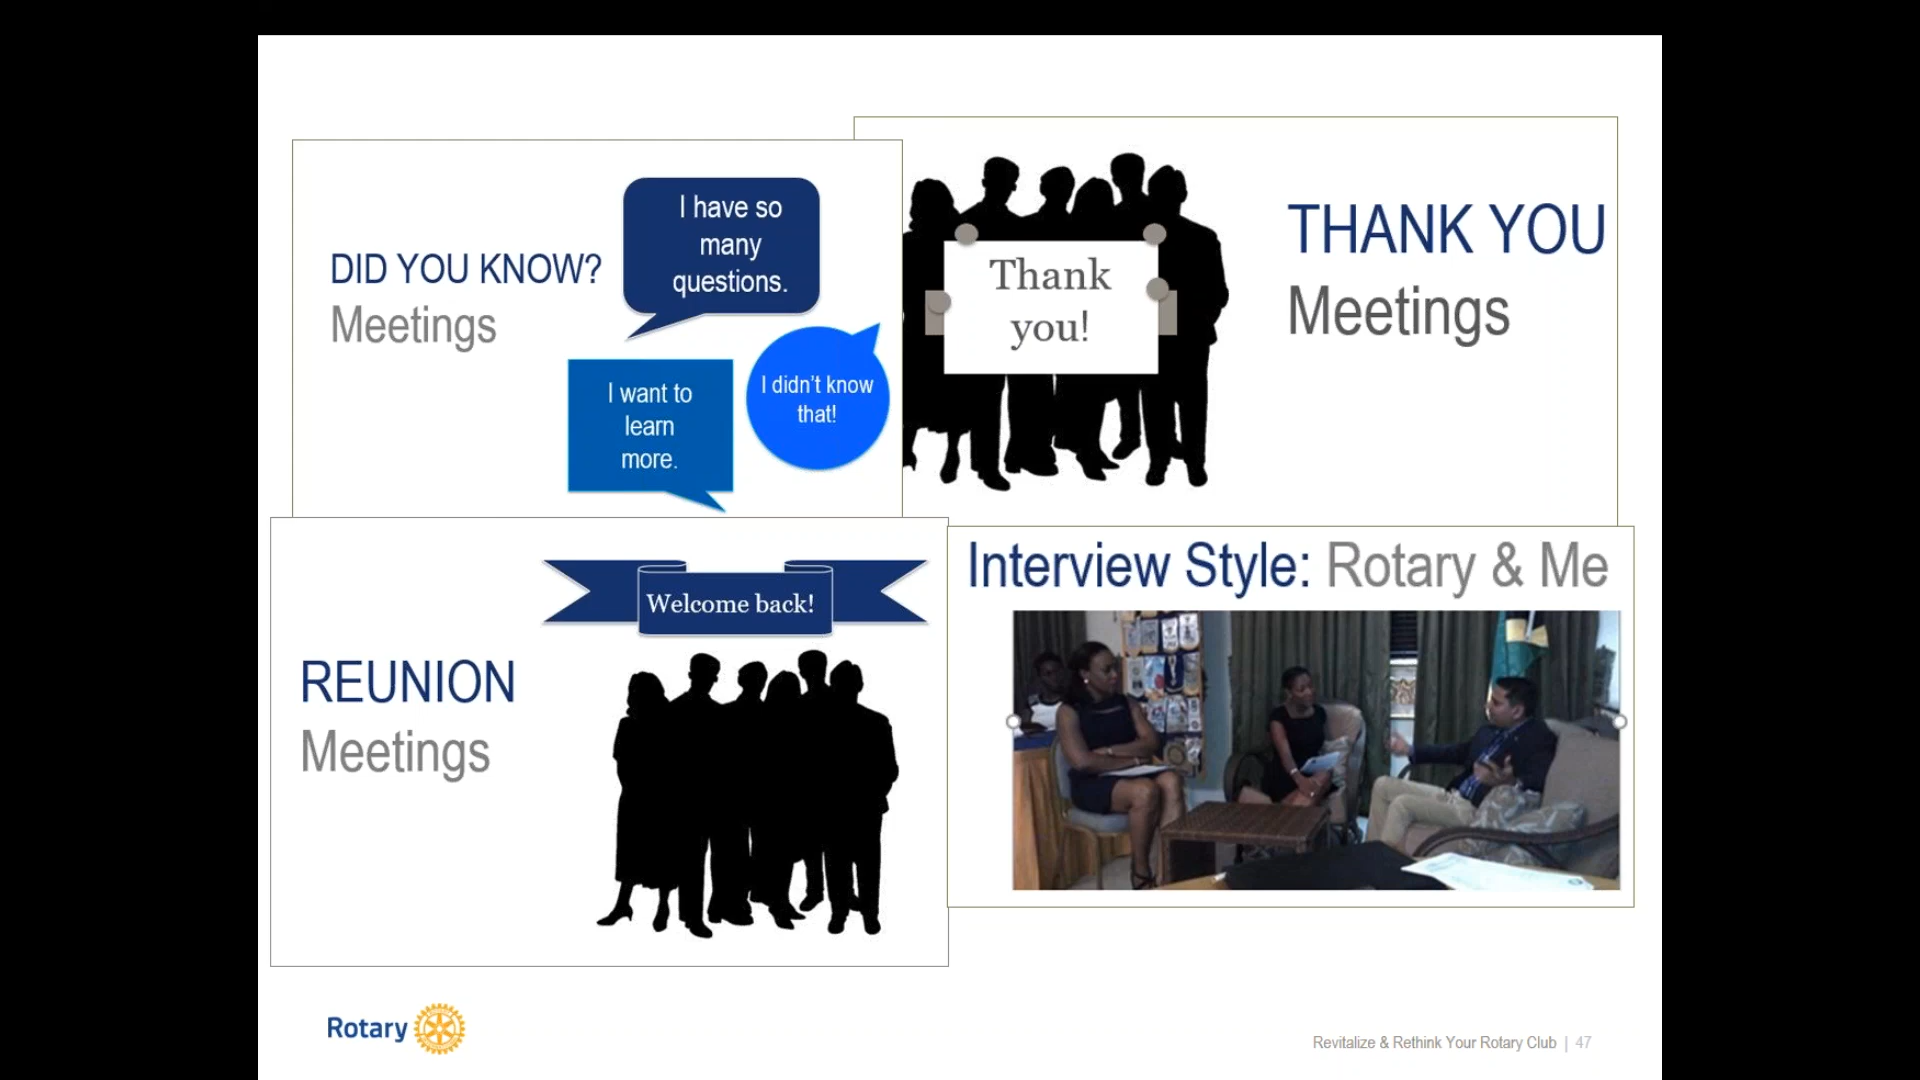 DID YOU KNOW?
Meetings
I have so
many
questions.
I want to
learn
more.
I didn't know
that!
Thank
you!
THANK YOU
Meetings
Welcome back!
REUNION
Meetings
Interview Style: Rotary & Me
Rotary
Revitalize & Rethink Your Rotary Club | 47